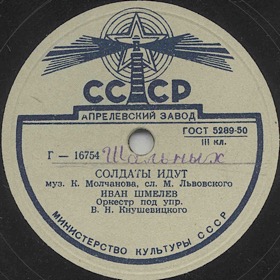 СССР
АПРЕЛЕВСКИЙ ЗАВОД
ГОСТ 5289-50
III кл.
Г — 16754 Шальных
СОЛДАТЫ ИДУТ
муз. К. Молчанова, сл. М. Львовского
ИВАН ШМЕЛЕВ
Оркестр под упр.
В. Н. Кнушевицкого
МИНИСТЕРСТВО КУЛЬТУРЫ СССР